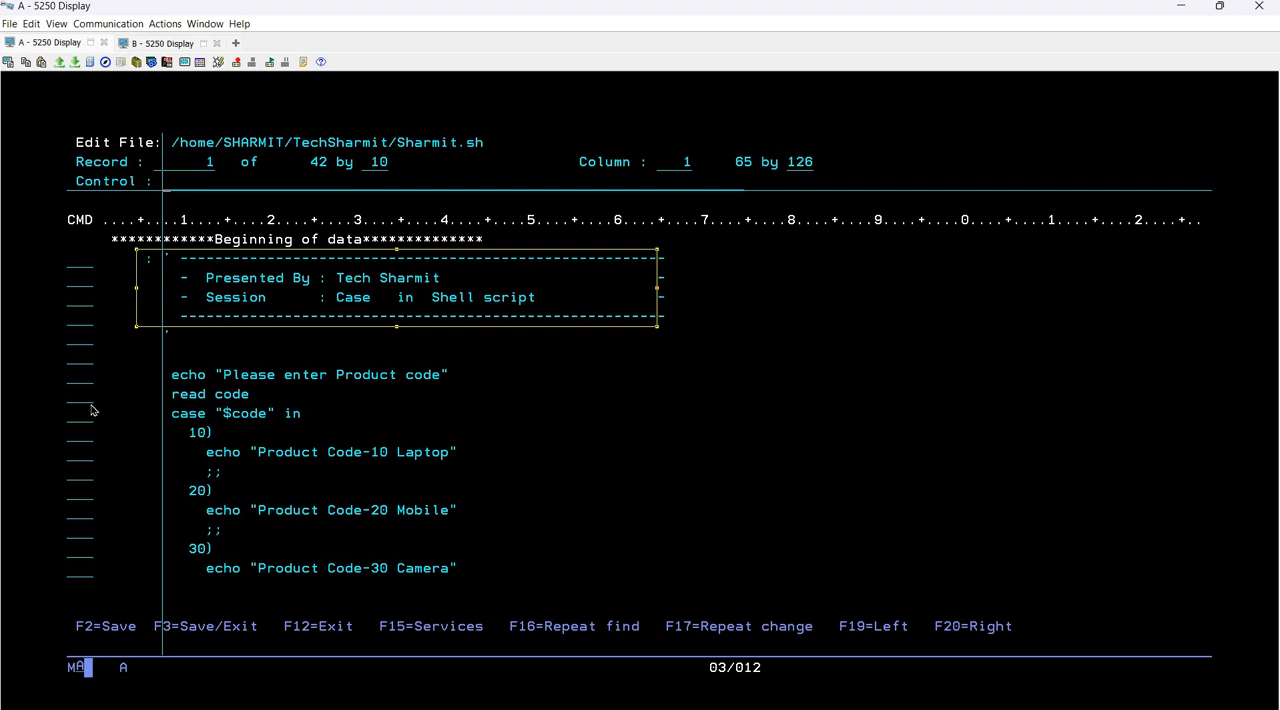 A - 5250 Display
File Edit View Communication Actions Window Help
A - 5250 Display B - 5250 Display +
Edit File: /home/SHARMIT/TechSharmit/Sharmit.sh
Record : 1 of 42 by 10 Column : 1 65 by 126
Control :
CMD ....+....1....+....2....+....3....+....4....+....5....+....6....+....7....+....8....+....9....+....0....+....1....+....2....+..
************Beginning of data**************
: ' --------------------------------------------------------
- Presented By : Tech Sharmit -
- Session : Case in Shell script -
--------------------------------------------------------
'
echo "Please enter Product code"
read code
case "$code" in
10)
echo "Product Code-10 Laptop"
;;
20)
echo "Product Code-20 Mobile"
;;
30)
echo "Product Code-30 Camera"
F2=Save F3=Save/Exit F12=Exit F15=Services F16=Repeat find F17=Repeat change F19=Left F20=Right
MA A 03/012